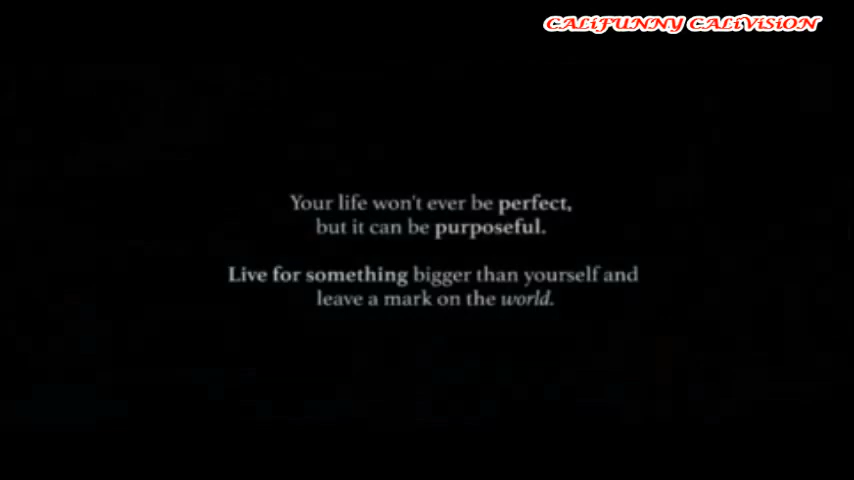 CALiFUNNY CALiViSiON
Your life won't ever be perfect,
but it can be purposeful.
Live for something bigger than yourself and
leave a mark on the world.